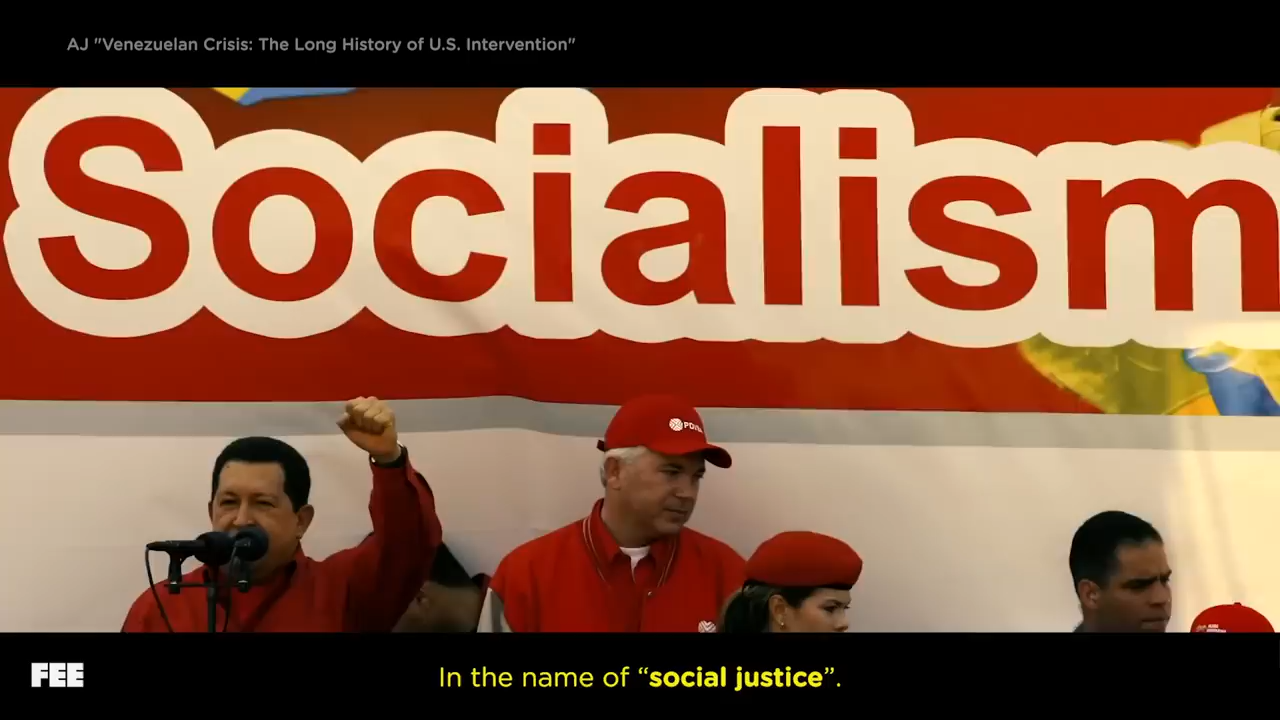 AJ "Venezuelan Crisis: The Long History of U.S. Intervention"
Socialism
PDVSA
FEE
In the name of “social justice”.